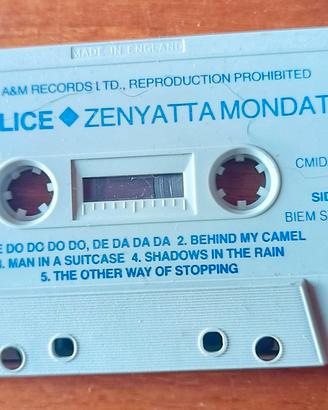 MADE IN ENGLAND
A&M RECORDS LTD., REPRODUCTION PROHIBITED
LICE ◆ ZENYATTA MONDAT
CMID
SID
BIEM S
E DO DO DO DO, DE DA DA DA 2. BEHIND MY CAMEL
3. MAN IN A SUITCASE 4. SHADOWS IN THE RAIN
5. THE OTHER WAY OF STOPPING